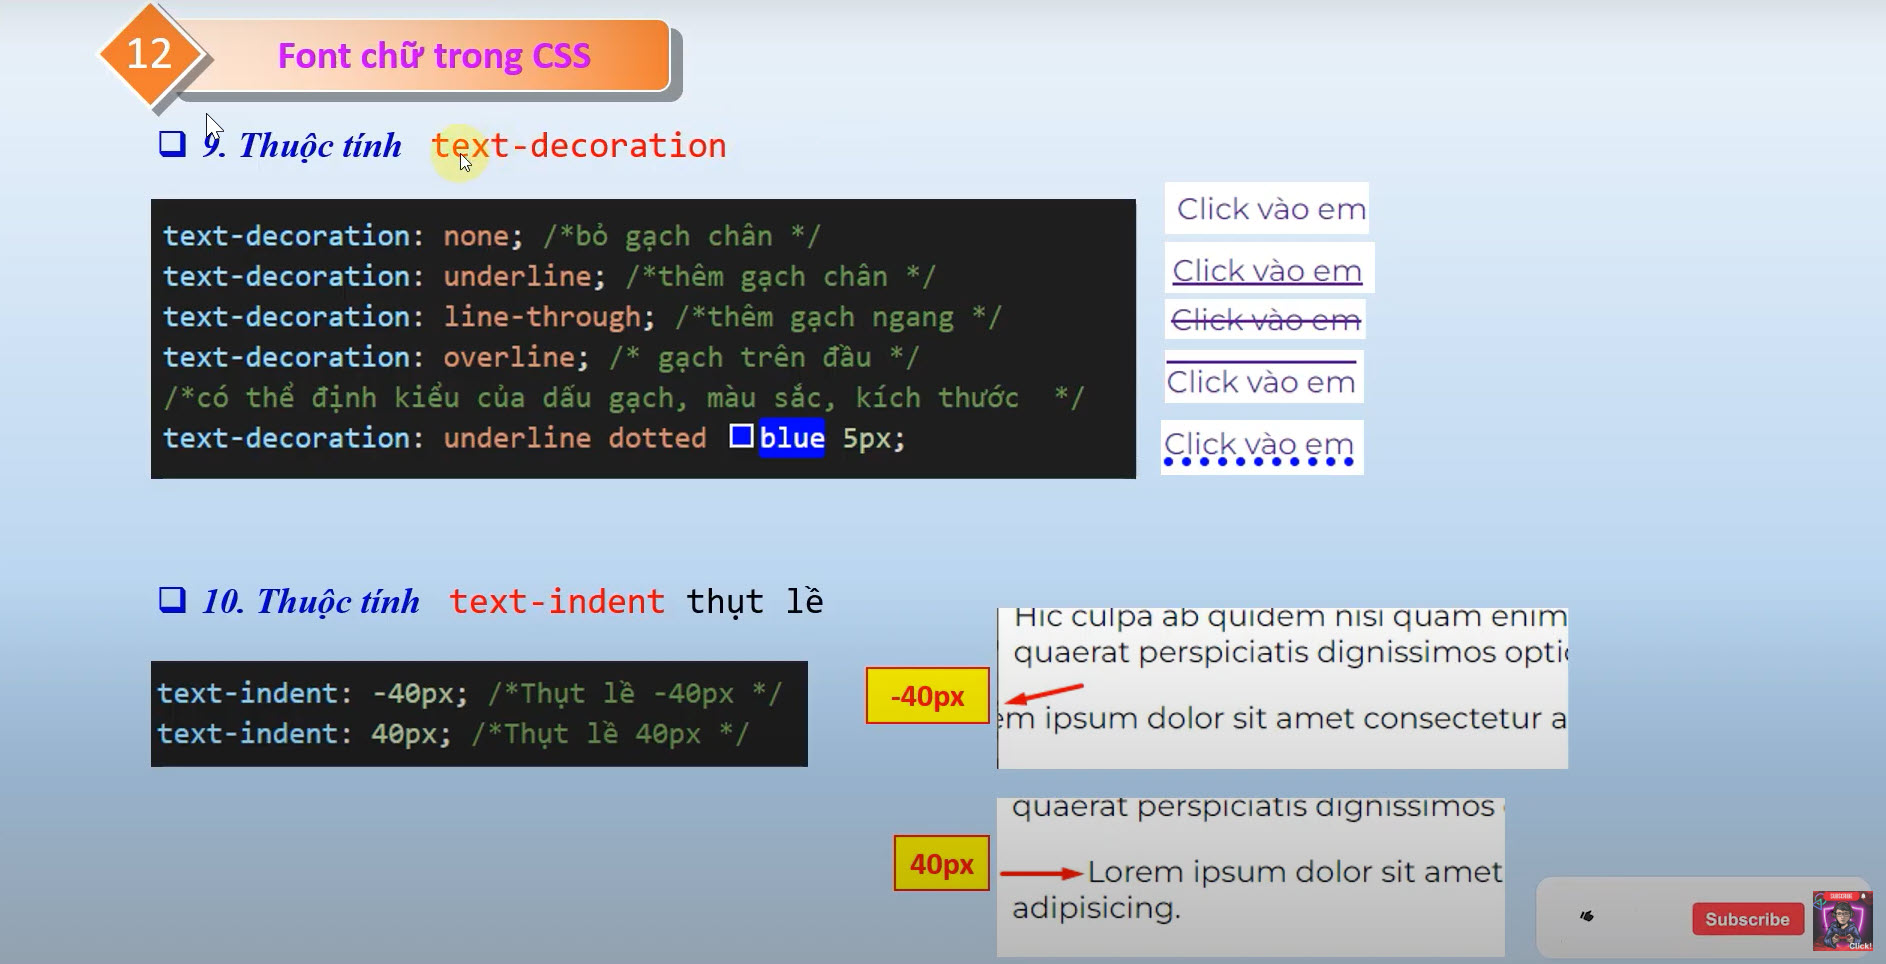 12
Font chữ trong CSS
9. Thuộc tính text-decoration
text-decoration: none; /*bỏ gạch chân */
text-decoration: underline; /*thêm gạch chân */
text-decoration: line-through; /*thêm gạch ngang */
text-decoration: overline; /* gạch trên đầu */
/*có thể định kiểu của dấu gạch, màu sắc, kích thước */
text-decoration: underline dotted blue 5px;
Click vào em
Click vào em
Click vào em
Click vào em
Click vào em
10. Thuộc tính text-indent thụt lề
text-indent: -40px; /*Thụt lề -40px */
text-indent: 40px; /*Thụt lề 40px */
-40px
Hic culpa ab quidem nisi quam enim
quaerat perspiciatis dignissimos optio
em ipsum dolor sit amet consectetur a
40px
quaerat perspiciatis dignissimos
Lorem ipsum dolor sit amet
adipisicing.
Subscribe
SUBSCRIBE
Click!